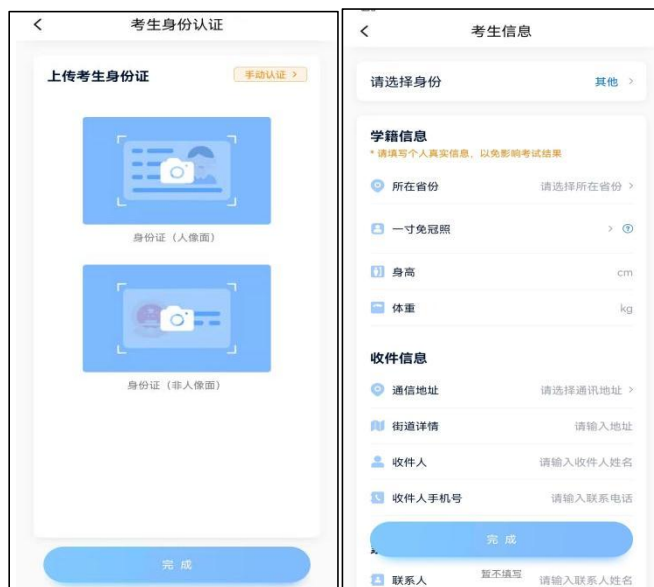 考生身份认证
上传考生身份证
手动认证 >
身份证（人像面）
身份证（非人像面）
完成
考生信息
请选择身份 其他 >
学籍信息
* 请填写个人真实信息，以免影响考试结果
所在省份 请选择所在省份 >
一寸免冠照 > ?
身高 cm
体重 kg
收件信息
通信地址 请选择通讯地址 >
街道详情 请输入地址
收件人 请输入收件人姓名
收件人手机号 请输入联系电话
完成
联系人 暂不填写 请输入联系人姓名